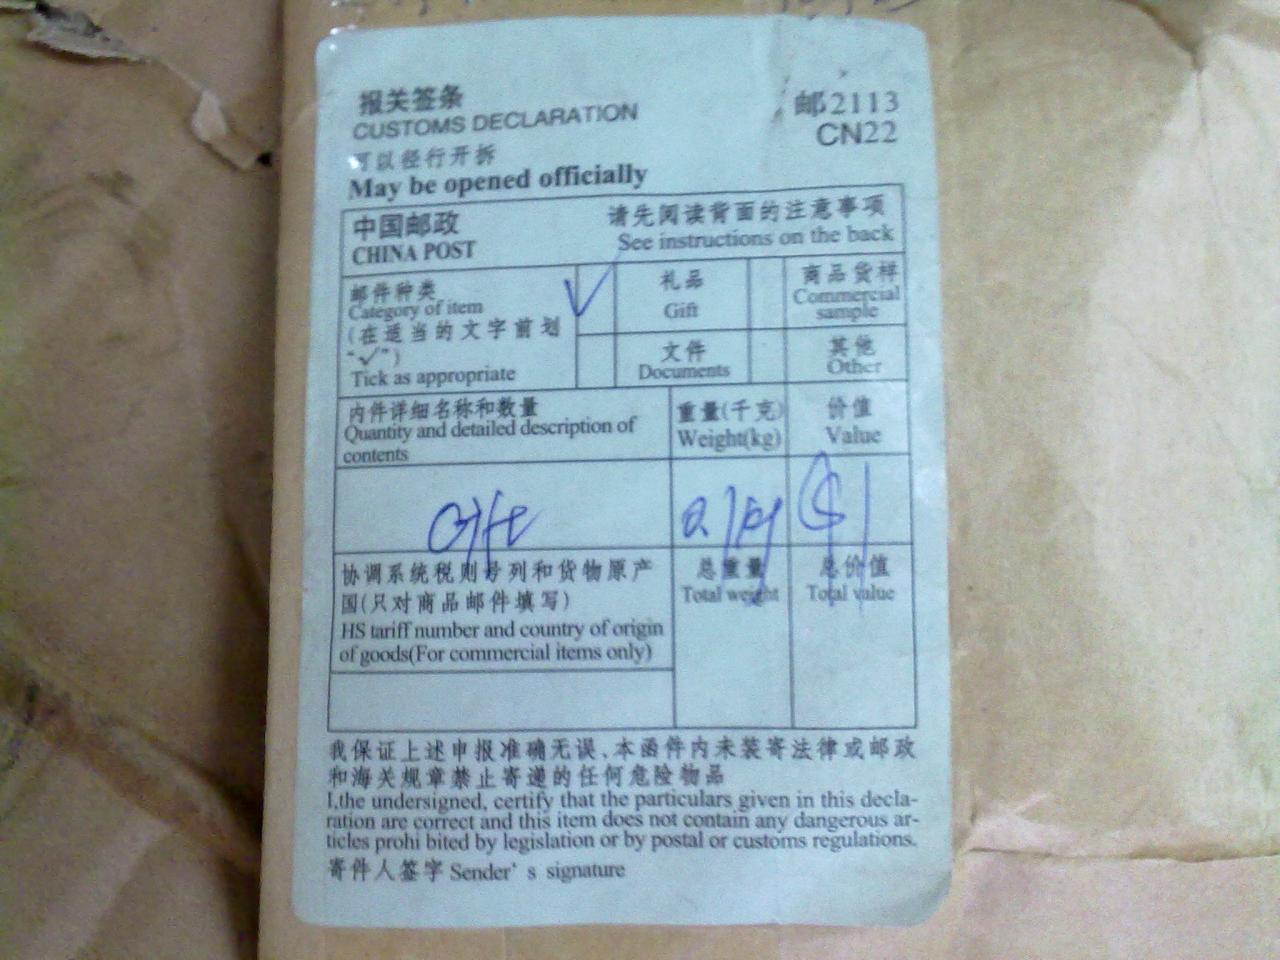 报关签条
CUSTOMS DECLARATION
邮2113
CN22
可以径行开拆
May be opened officially
中国邮政
CHINA POST
请先阅读背面的注意事项
See instructions on the back
邮件种类
Category of item
(在适当的文字前划
"✓")
Tick as appropriate
✓
礼品
Gift
商品货样
Commercial
sample
文件
Documents
其他
Other
内件详细名称和数量
Quantity and detailed description of
contents
重量(千克)
Weight(kg)
价值
Value
Gift
$1
协调系统税则号列和货物原产
国(只对商品邮件填写)
HS tariff number and country of origin
of goods(For commercial items only)
总重量
Total weight
总价值
Total value
我保证上述申报准确无误、本函件内未装寄法律或邮政
和海关规章禁止寄递的任何危险物品
I,the undersigned, certify that the particulars given in this decla-
ration are correct and this item does not contain any dangerous ar-
ticles prohi bited by legislation or by postal or customs regulations.
寄件人签字 Sender' s signature